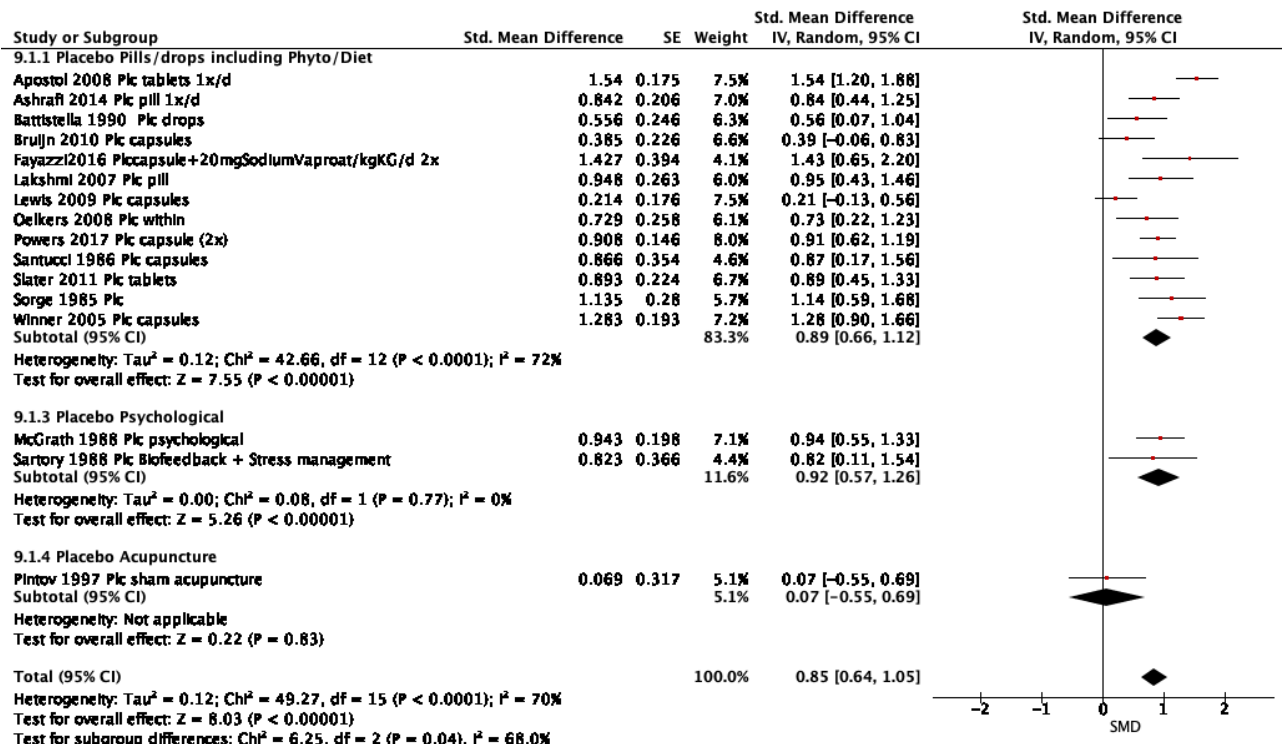 Std. Mean Difference Std. Mean Difference
Study or Subgroup Std. Mean Difference SE Weight IV, Random, 95% CI IV, Random, 95% CI
9.1.1 Placebo Pills/drops including Phyto/Diet
Apostol 2008 Plc tablets 1x/d 1.54 0.175 7.5% 1.54 [1.20, 1.88]
Ashrafi 2014 Plc pill 1x/d 0.842 0.206 7.0% 0.84 [0.44, 1.25]
Battistella 1990 Plc drops 0.556 0.246 6.3% 0.56 [0.07, 1.04]
Bruijn 2010 Plc capsules 0.385 0.226 6.6% 0.39 [-0.06, 0.83]
Fayazzi2016 Plccapsule+20mgSodiumVaproat/kgKG/d 2x 1.427 0.394 4.1% 1.43 [0.65, 2.20]
Lakshmi 2007 Plc pill 0.948 0.263 6.0% 0.95 [0.43, 1.46]
Lewis 2009 Plc capsules 0.214 0.176 7.5% 0.21 [-0.13, 0.56]
Oelkers 2008 Plc within 0.729 0.258 6.1% 0.73 [0.22, 1.23]
Powers 2017 Plc capsule (2x) 0.908 0.146 8.0% 0.91 [0.62, 1.19]
Santucci 1986 Plc capsules 0.866 0.354 4.6% 0.87 [0.17, 1.56]
Slater 2011 Plc tablets 0.893 0.224 6.7% 0.89 [0.45, 1.33]
Sorge 1985 Plc 1.135 0.28 5.7% 1.14 [0.59, 1.68]
Winner 2005 Plc capsules 1.283 0.193 7.2% 1.28 [0.90, 1.66]
Subtotal (95% CI) 83.3% 0.89 [0.66, 1.12]
Heterogeneity: Tau² = 0.12; Chi² = 42.66, df = 12 (P < 0.0001); I² = 72%
Test for overall effect: Z = 7.55 (P < 0.00001)
9.1.3 Placebo Psychological
McGrath 1988 Plc psychological 0.943 0.198 7.1% 0.94 [0.55, 1.33]
Sartory 1988 Plc Biofeedback + Stress management 0.823 0.366 4.4% 0.82 [0.11, 1.54]
Subtotal (95% CI) 11.6% 0.92 [0.57, 1.26]
Heterogeneity: Tau² = 0.00; Chi² = 0.08, df = 1 (P = 0.77); I² = 0%
Test for overall effect: Z = 5.26 (P < 0.00001)
9.1.4 Placebo Acupuncture
Pintov 1997 Plc sham acupuncture 0.069 0.317 5.1% 0.07 [-0.55, 0.69]
Subtotal (95% CI) 5.1% 0.07 [-0.55, 0.69]
Heterogeneity: Not applicable
Test for overall effect: Z = 0.22 (P = 0.83)
Total (95% CI) 100.0% 0.85 [0.64, 1.05]
Heterogeneity: Tau² = 0.12; Chi² = 49.27, df = 15 (P < 0.0001); I² = 70%
Test for overall effect: Z = 8.03 (P < 0.00001)
Test for subgroup differences: Chi² = 6.25, df = 2 (P = 0.04), I² = 68.0%
-2 -1 0 1 2
SMD